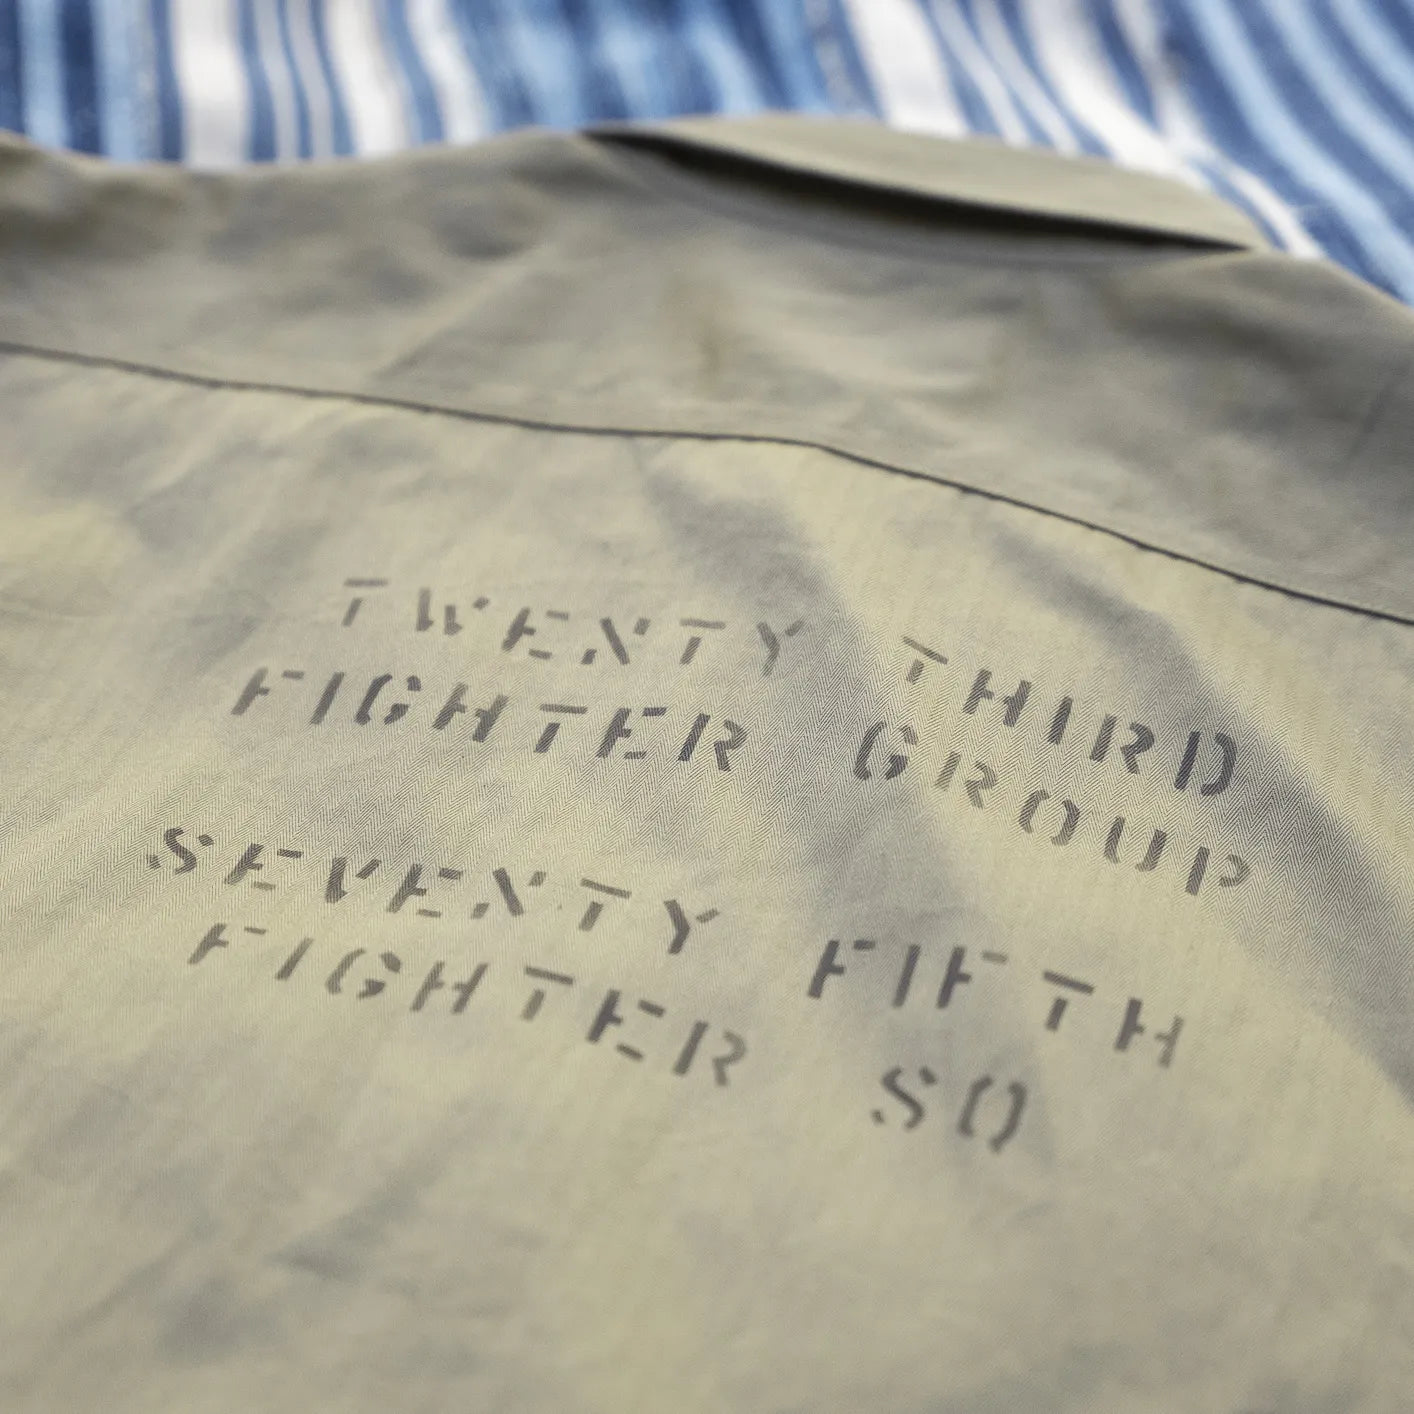 TWENTY THIRD
FIGHTER GROUP
SEVENTY FIFTH
FIGHTER SQ